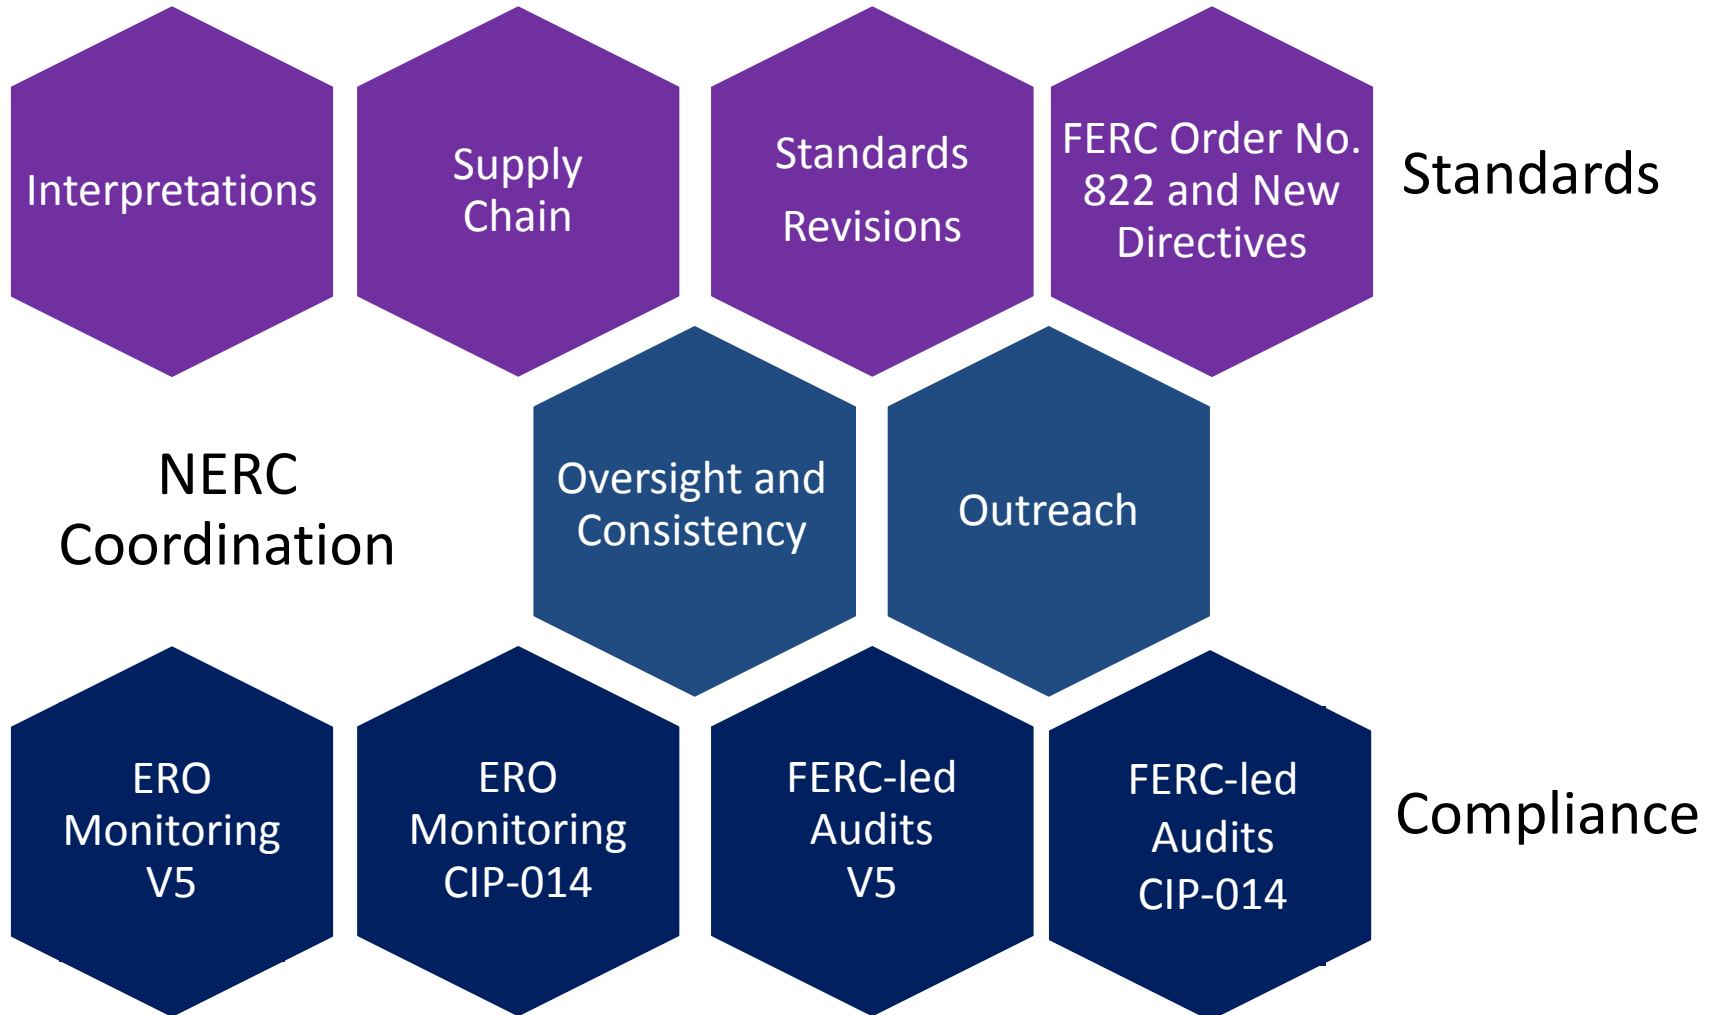 Interpretations
Supply
Chain
Standards
Revisions
FERC Order No.
822 and New
Directives
Standards
NERC
Coordination
Oversight and
Consistency
Outreach
ERO
Monitoring
V5
ERO
Monitoring
CIP-014
FERC-led
Audits
V5
FERC-led
Audits
CIP-014
Compliance